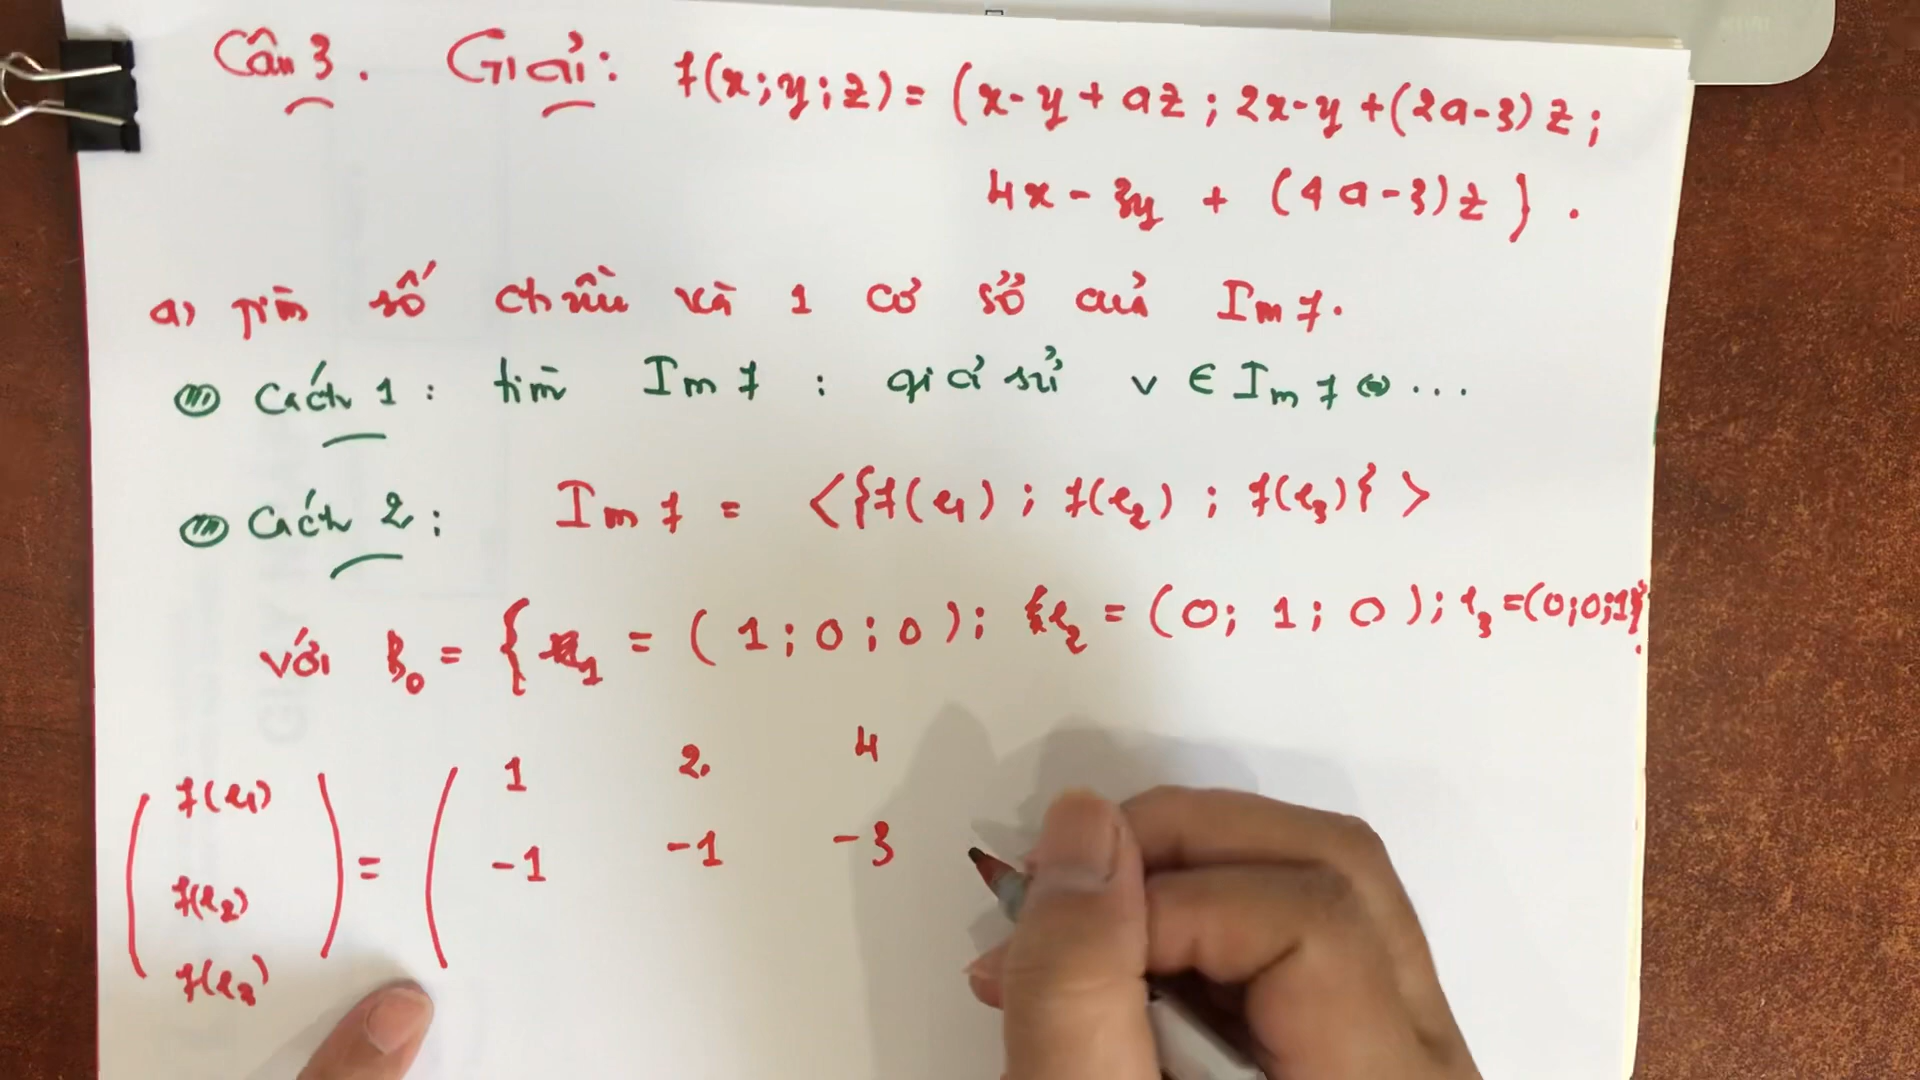 Câu 3. Giải: f(x;y;z) = (x-y+az; 2x-y+(2a-3)z;
4x - 3y + (4a-3)z).
a) Tìm số chiều và 1 cơ sở của Im f.
Cách 1: tìm Im f: giả sử v ∈ Im f ⇔ ...
Cách 2: Im f = <{f(e₁); f(e₂); f(e₃)}>
với B₀ = {e₁ = (1;0;0); e₂ = (0;1;0); e₃ = (0;0;1)}.
f(e₁) 1 2 4
f(e₂) = -1 -1 -3
f(e₃)